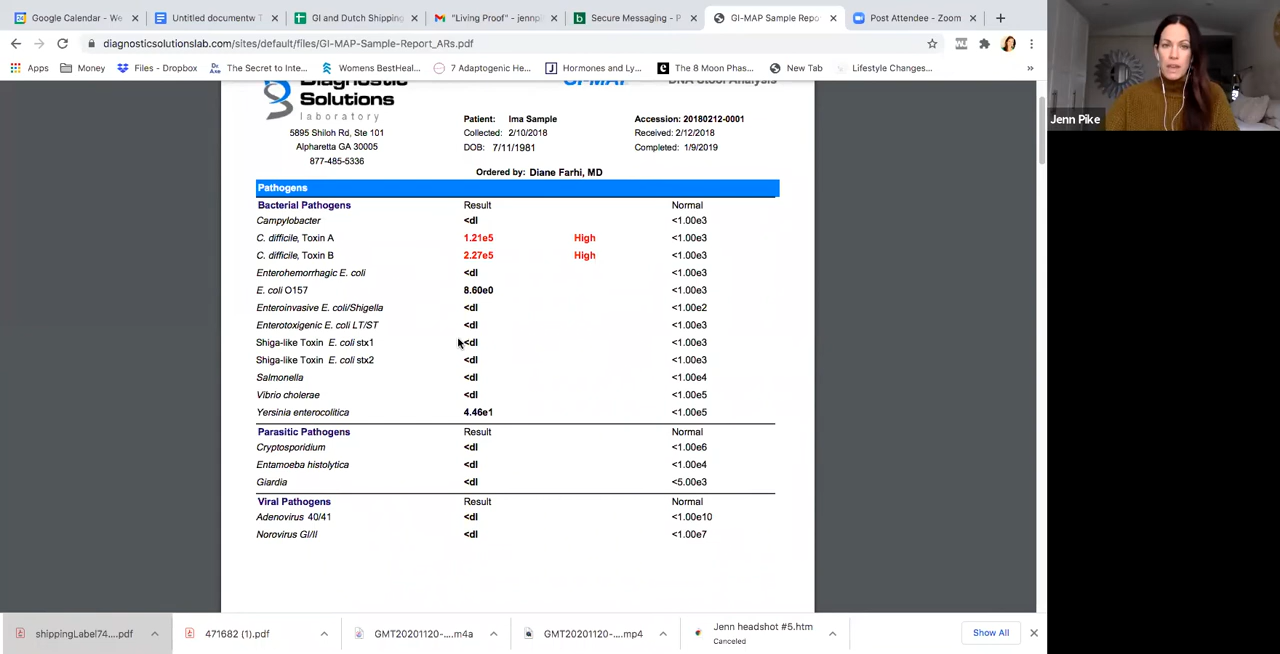 Google Calendar - We
Untitled documentw T
GI and Dutch Shipping
"Living Proof" - jennpl
Secure Messaging - P
GI-MAP Sample Repo
Post Attendee - Zoom
diagnosticsolutionslab.com/sites/default/files/GI-MAP-Sample-Report_ARs.pdf
Apps
Money
Files - Dropbox
The Secret to Inte...
Womens BestHeal...
7 Adaptogenic He...
Hormones and Ly...
The 8 Moon Phas...
New Tab
Lifestyle Changes...
Jenn Pike
Diagnostic
Solutions
laboratory
GI-MAP
DNA Stool Analysis
5895 Shiloh Rd, Ste 101
Alpharetta GA 30005
877-485-5336
Patient: Ima Sample
Collected: 2/10/2018
DOB: 7/11/1981
Accession: 20180212-0001
Received: 2/12/2018
Completed: 1/9/2019
Ordered by: Diane Farhi, MD
Pathogens
Bacterial Pathogens Result Normal
Campylobacter <dl <1.00e3
C. difficile, Toxin A 1.21e5 High <1.00e3
C. difficile, Toxin B 2.27e5 High <1.00e3
Enterohemorrhagic E. coli <dl <1.00e3
E. coli O157 8.60e0 <1.00e3
Enteroinvasive E. coli/Shigella <dl <1.00e2
Enterotoxigenic E. coli LT/ST <dl <1.00e3
Shiga-like Toxin E. coli stx1 <dl <1.00e3
Shiga-like Toxin E. coli stx2 <dl <1.00e3
Salmonella <dl <1.00e4
Vibrio cholerae <dl <1.00e5
Yersinia enterocolitica 4.46e1 <1.00e5
Parasitic Pathogens Result Normal
Cryptosporidium <dl <1.00e6
Entamoeba histolytica <dl <1.00e4
Giardia <dl <5.00e3
Viral Pathogens Result Normal
Adenovirus 40/41 <dl <1.00e10
Norovirus GI/II <dl <1.00e7
shippingLabel74....pdf
471682 (1).pdf
GMT20201120-....m4a
GMT20201120-....mp4
Jenn headshot #5.htm
Canceled
Show All